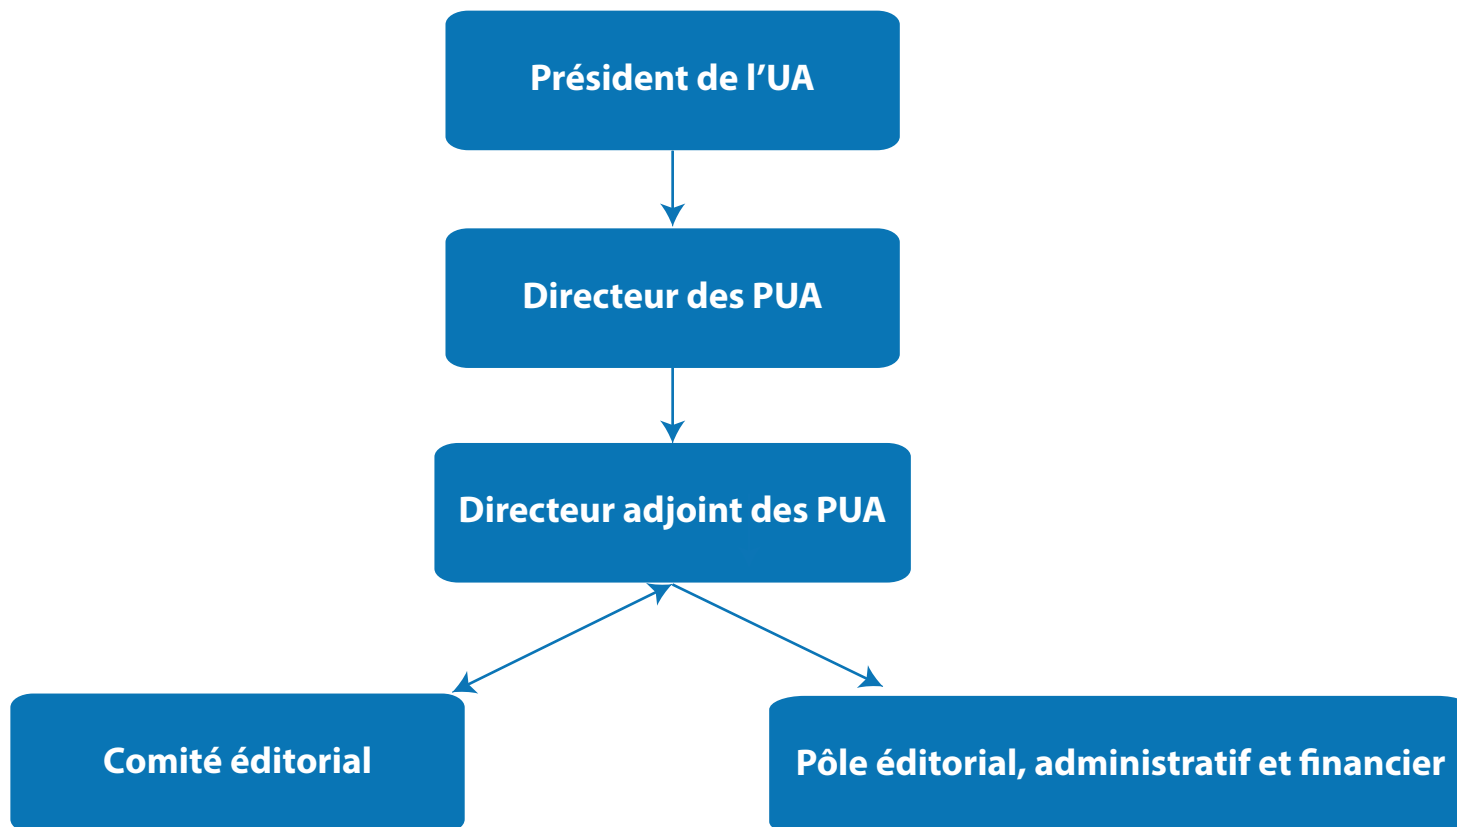 Président de l’UA
Directeur des PUA
Directeur adjoint des PUA
Comité éditorial
Pôle éditorial, administratif et financier